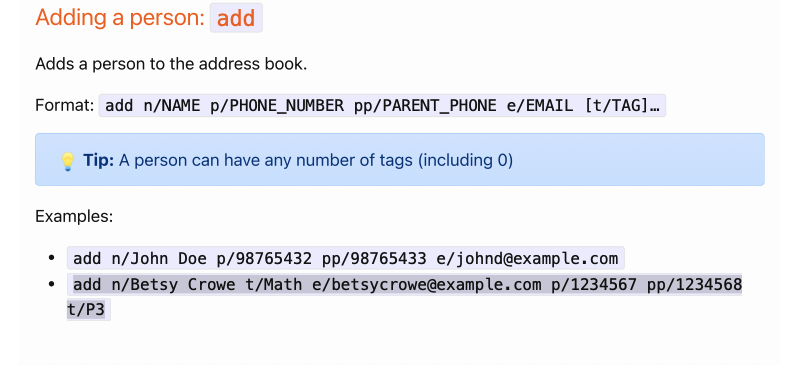 Adding a person: add
Adds a person to the address book.
Format: add n/NAME p/PHONE_NUMBER pp/PARENT_PHONE e/EMAIL [t/TAG]…
💡 Tip: A person can have any number of tags (including 0)
Examples:
• add n/John Doe p/98765432 pp/98765433 e/johnd@example.com
• add n/Betsy Crowe t/Math e/betsycrowe@example.com p/1234567 pp/1234568
t/P3